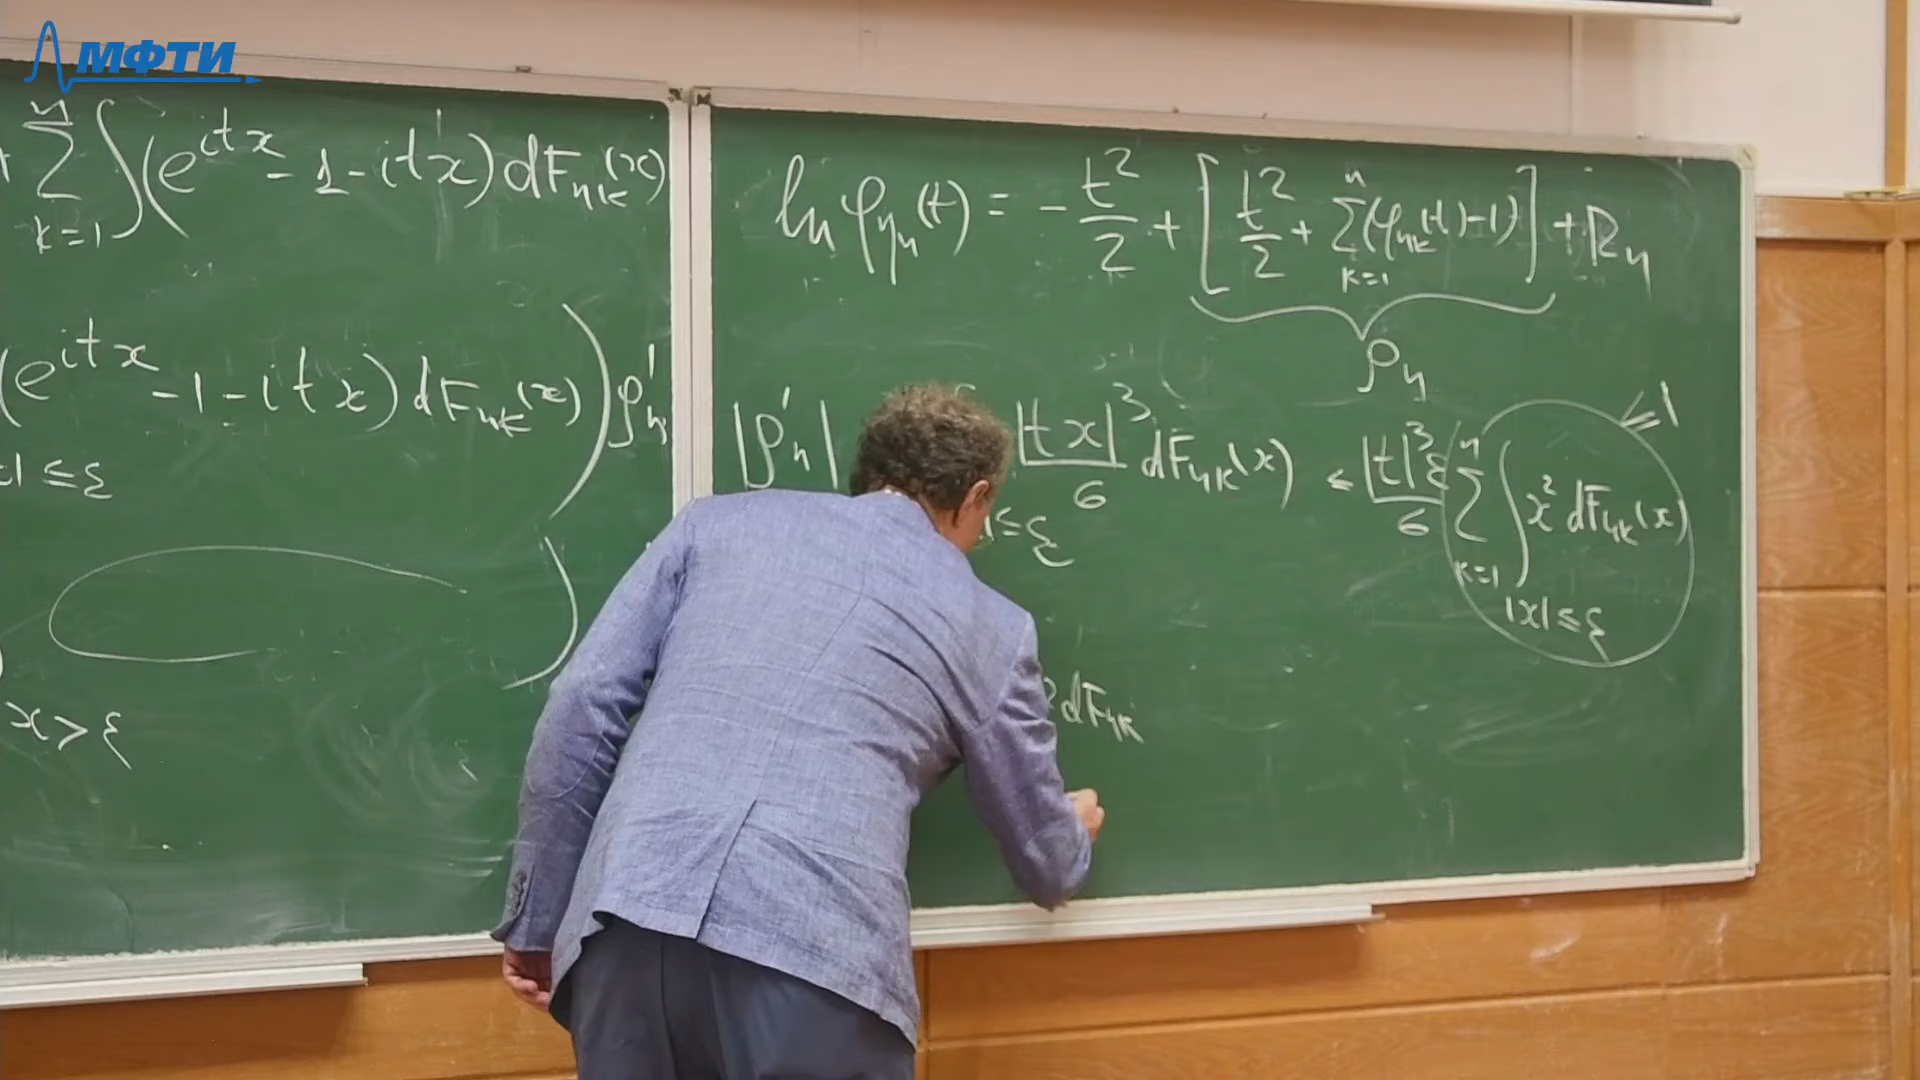 МФТИ
n
∑ ∫(e^{itx} - 1 - itx) dF_{nk}(x)
k=1
(e^{itx} - 1 - itx) dF_{nk}(x)) ρ'_n
| ≤ ε
x > ε
ln φ_{η_n}(t) = - t²/2 + [ t²/2 + ∑_{k=1}^{n} (φ_{nk}(t) - 1) ] + R_n
ρ_n
|ρ'_n| |tx|³/6 dF_{nk}(x)) ≤ |t|³ε/6 ∑_{k=1}^{n} ∫ x² dF_{nk}(x) ≤ 1
≤ ε |x| ≤ ε
² dF_{nk}